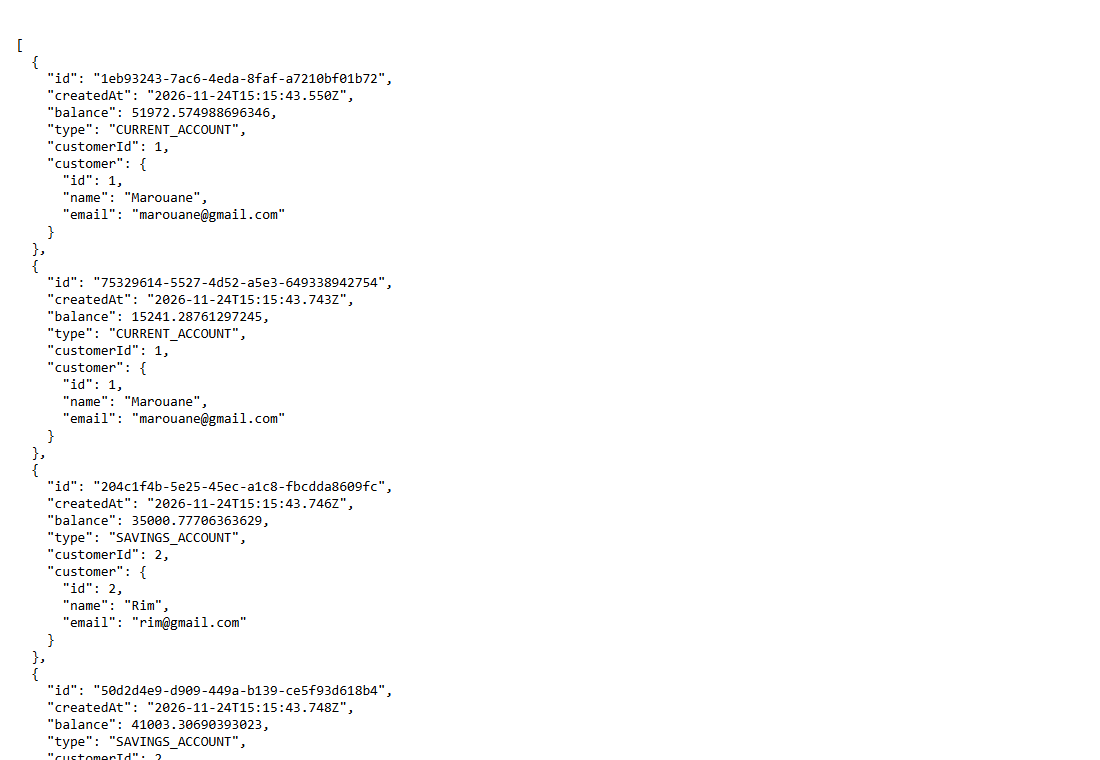 [
  {
    "id": "1eb93243-7ac6-4eda-8faf-a7210bf01b72",
    "createdAt": "2026-11-24T15:15:43.550Z",
    "balance": 51972.574988696346,
    "type": "CURRENT_ACCOUNT",
    "customerId": 1,
    "customer": {
      "id": 1,
      "name": "Marouane",
      "email": "marouane@gmail.com"
    }
  },
  {
    "id": "75329614-5527-4d52-a5e3-649338942754",
    "createdAt": "2026-11-24T15:15:43.743Z",
    "balance": 15241.28761297245,
    "type": "CURRENT_ACCOUNT",
    "customerId": 1,
    "customer": {
      "id": 1,
      "name": "Marouane",
      "email": "marouane@gmail.com"
    }
  },
  {
    "id": "204c1f4b-5e25-45ec-a1c8-fbcdda8609fc",
    "createdAt": "2026-11-24T15:15:43.746Z",
    "balance": 35000.77706363629,
    "type": "SAVINGS_ACCOUNT",
    "customerId": 2,
    "customer": {
      "id": 2,
      "name": "Rim",
      "email": "rim@gmail.com"
    }
  },
  {
    "id": "50d2d4e9-d909-449a-b139-ce5f93d618b4",
    "createdAt": "2026-11-24T15:15:43.748Z",
    "balance": 41003.30690393023,
    "type": "SAVINGS_ACCOUNT",
    "customerId": 2